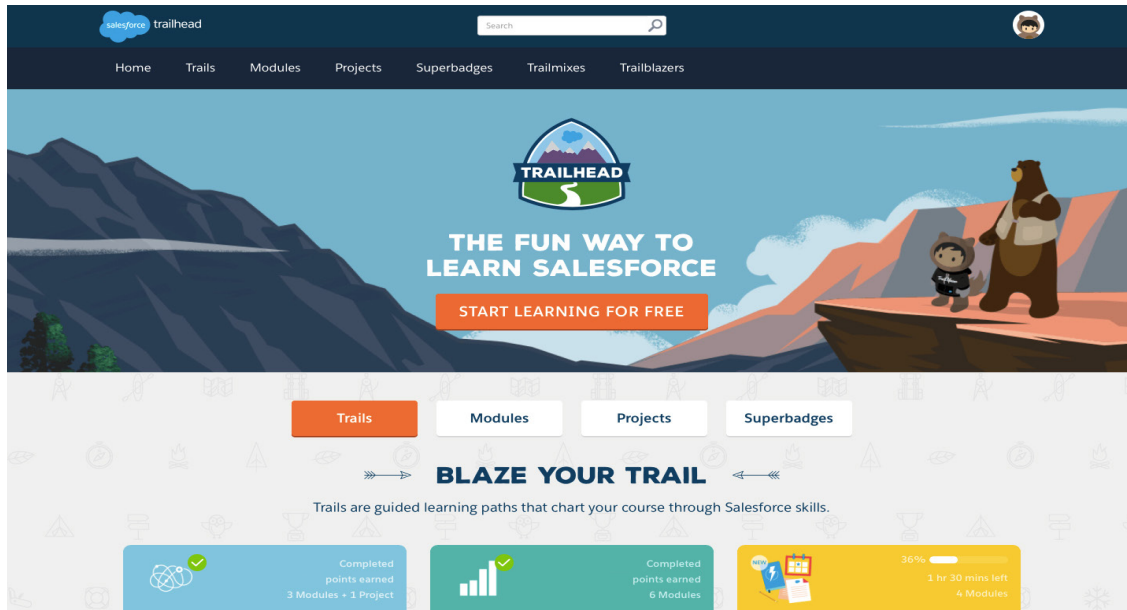 salesforce trailhead
Search
Home Trails Modules Projects Superbadges Trailmixes Trailblazers
TRAILHEAD
THE FUN WAY TO
LEARN SALESFORCE
START LEARNING FOR FREE
Trails Modules Projects Superbadges
BLAZE YOUR TRAIL
Trails are guided learning paths that chart your course through Salesforce skills.
Completed
points earned
3 Modules + 1 Project
Completed
points earned
6 Modules
NEW
36%
1 hr 30 mins left
4 Modules